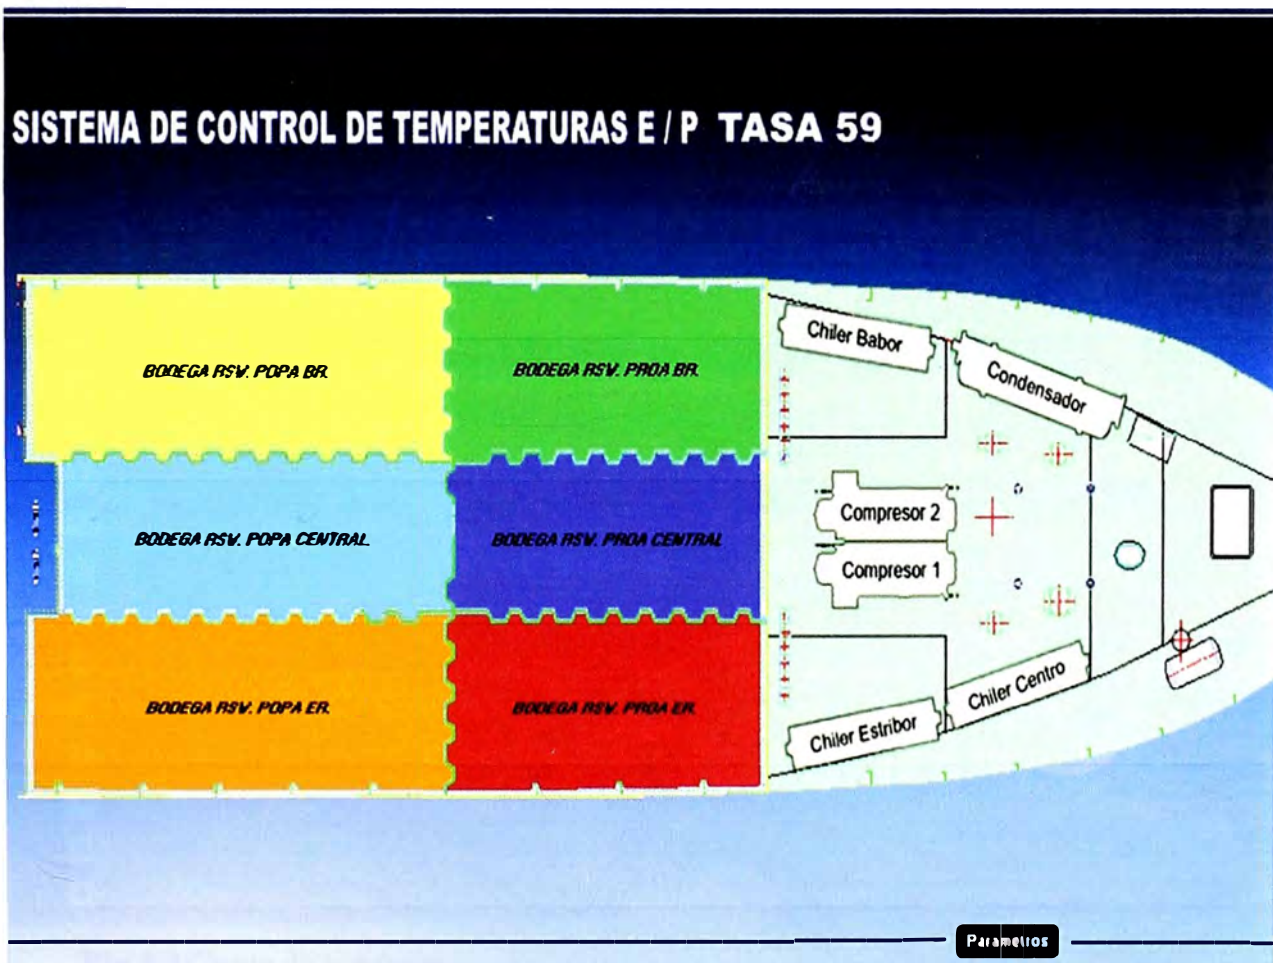 SISTEMA DE CONTROL DE TEMPERATURAS E / P TASA 59
BODEGA RSV. POPA BR.
BODEGA RSV. PROA BR.
Chiler Babor
Condensador
BODEGA RSV. POPA CENTRAL
BODEGA RSV. PROA CENTRAL
Compresor 2
Compresor 1
BODEGA RSV. POPA ER.
BODEGA RSV. PROA ER.
Chiler Estribor
Chiler Centro
Parametros